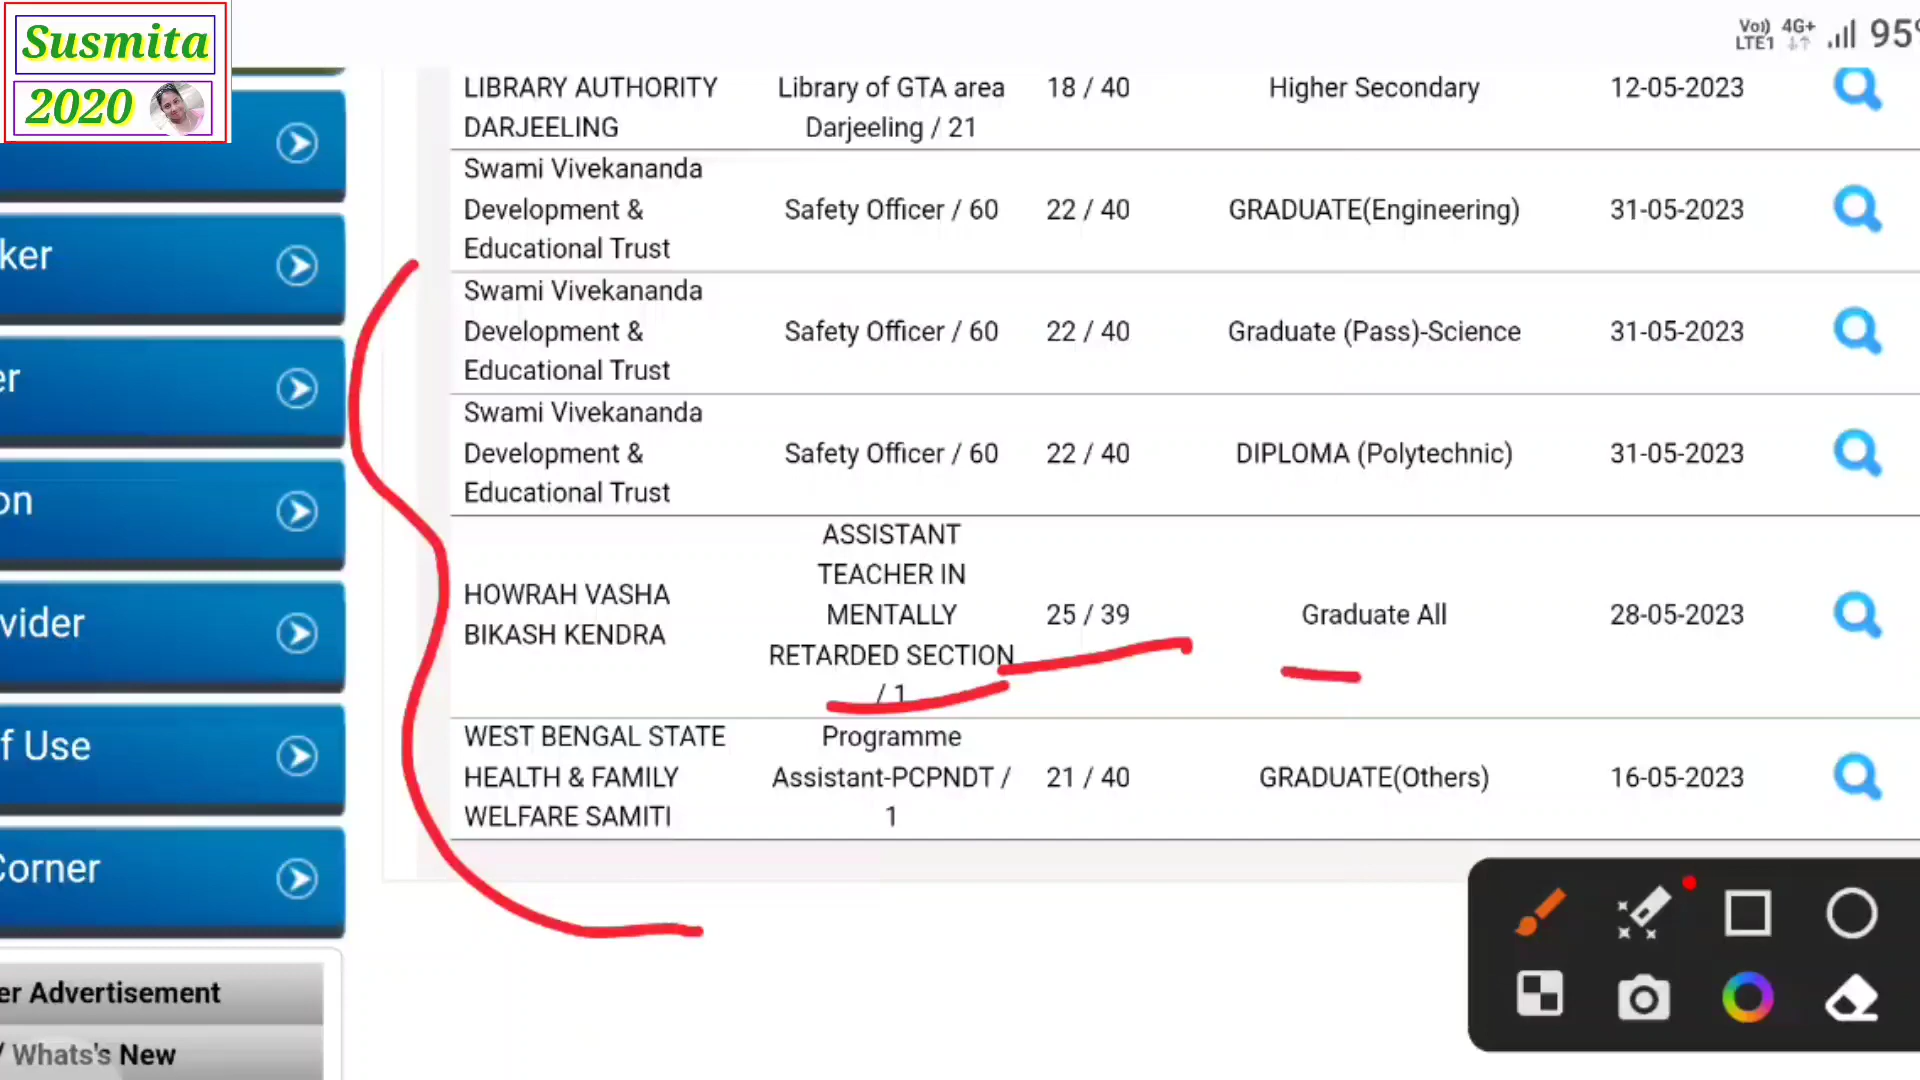 Susmita
2020
Vo)) 4G+
LTE1
95
LIBRARY AUTHORITY
DARJEELING
Library of GTA area
Darjeeling / 21
18 / 40
Higher Secondary
12-05-2023
Swami Vivekananda
Development &
Educational Trust
Safety Officer / 60
22 / 40
GRADUATE(Engineering)
31-05-2023
Swami Vivekananda
Development &
Educational Trust
Safety Officer / 60
22 / 40
Graduate (Pass)-Science
31-05-2023
Swami Vivekananda
Development &
Educational Trust
Safety Officer / 60
22 / 40
DIPLOMA (Polytechnic)
31-05-2023
HOWRAH VASHA
BIKASH KENDRA
ASSISTANT
TEACHER IN
MENTALLY
RETARDED SECTION
/ 1
25 / 39
Graduate All
28-05-2023
WEST BENGAL STATE
HEALTH & FAMILY
WELFARE SAMITI
Programme
Assistant-PCPNDT /
1
21 / 40
GRADUATE(Others)
16-05-2023
ker
er
on
vider
f Use
Corner
er Advertisement
/ Whats's New